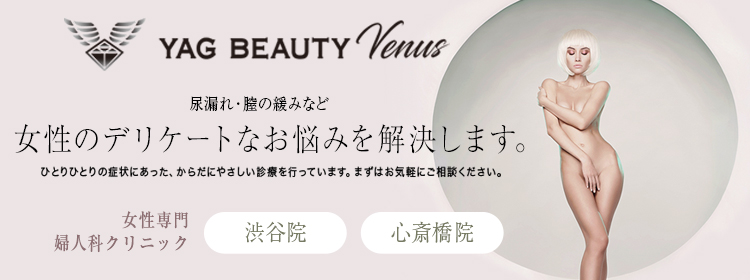 YAG BEAUTY Venus
尿漏れ・膣の緩みなど
女性のデリケートなお悩みを解決します。
ひとりひとりの症状にあった、からだにやさしい診療を行っています。まずはお気軽にご相談ください。
女性専門
婦人科クリニック
渋谷院
心斎橋院